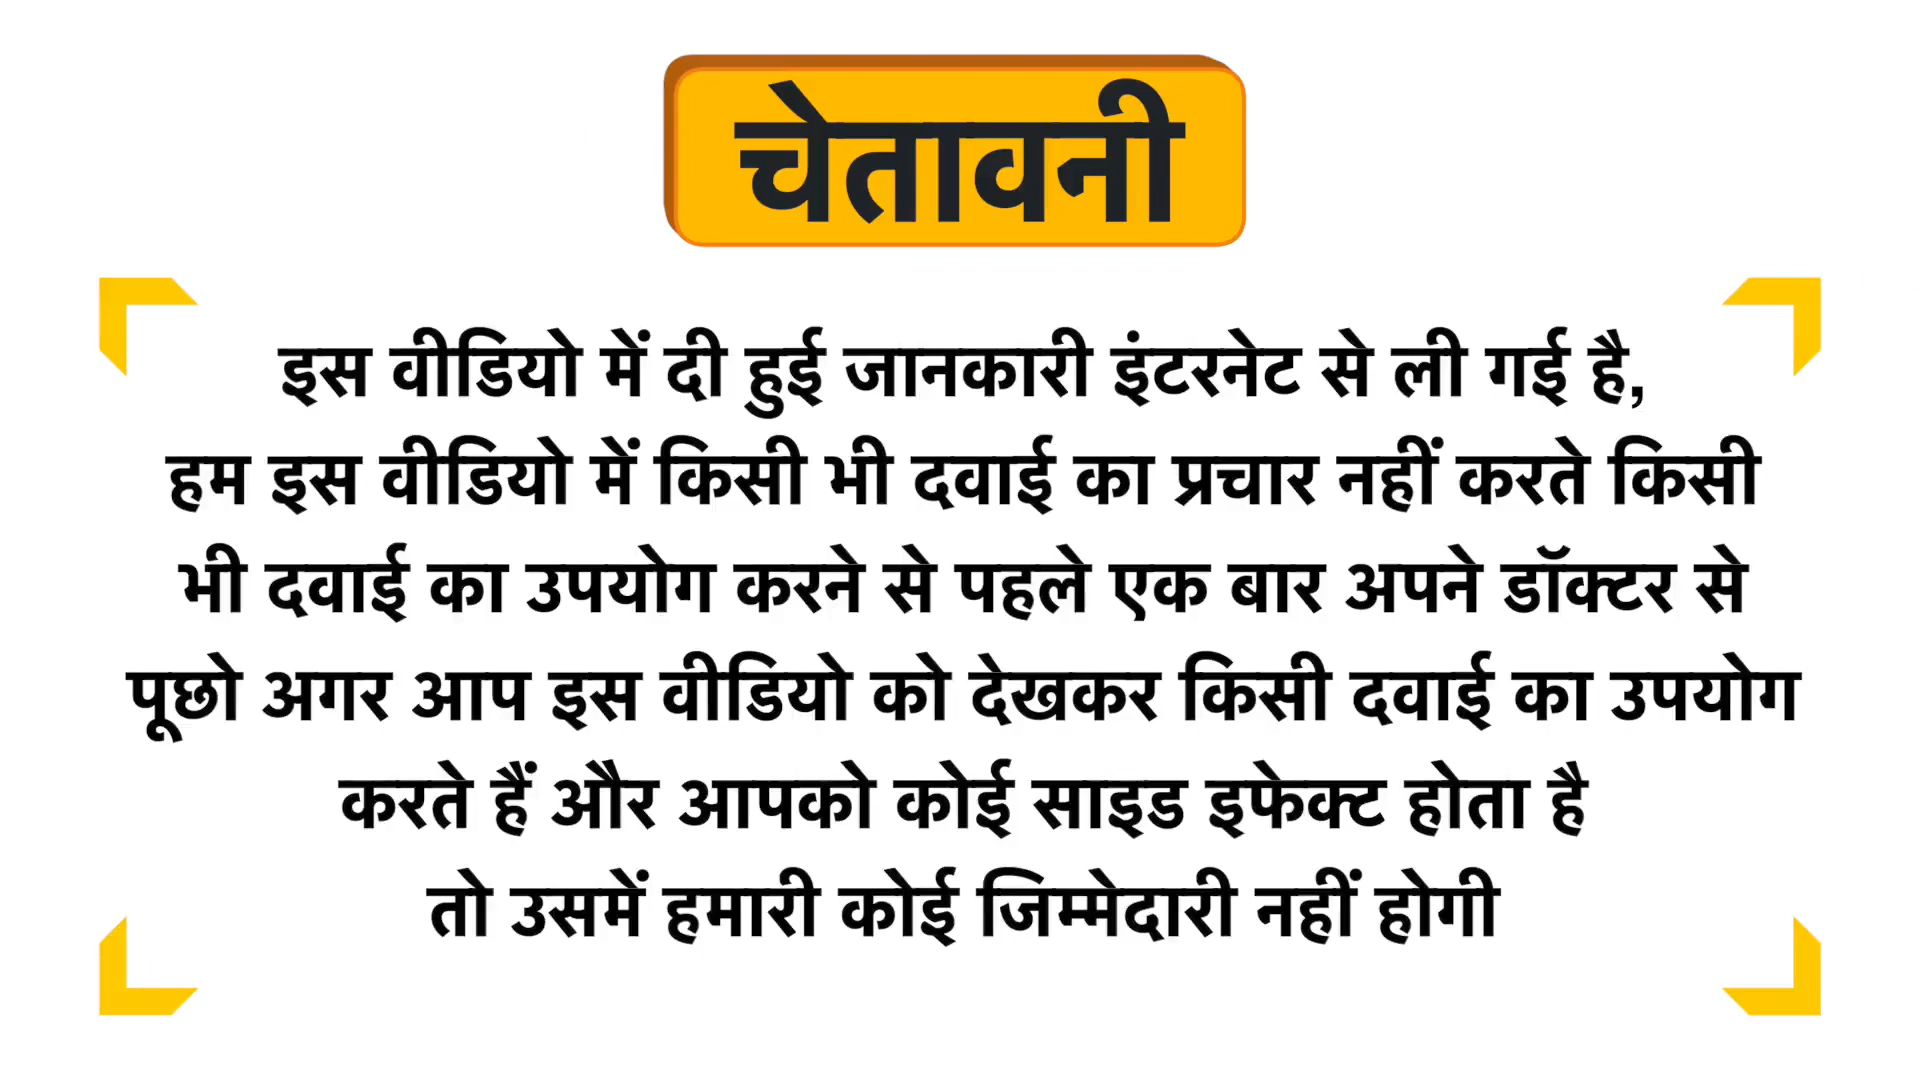 चेतावनी
इस वीडियो में दी हुई जानकारी इंटरनेट से ली गई है,
हम इस वीडियो में किसी भी दवाई का प्रचार नहीं करते किसी
भी दवाई का उपयोग करने से पहले एक बार अपने डॉक्टर से
पूछो अगर आप इस वीडियो को देखकर किसी दवाई का उपयोग
करते हैं और आपको कोई साइड इफेक्ट होता है
तो उसमें हमारी कोई जिम्मेदारी नहीं होगी